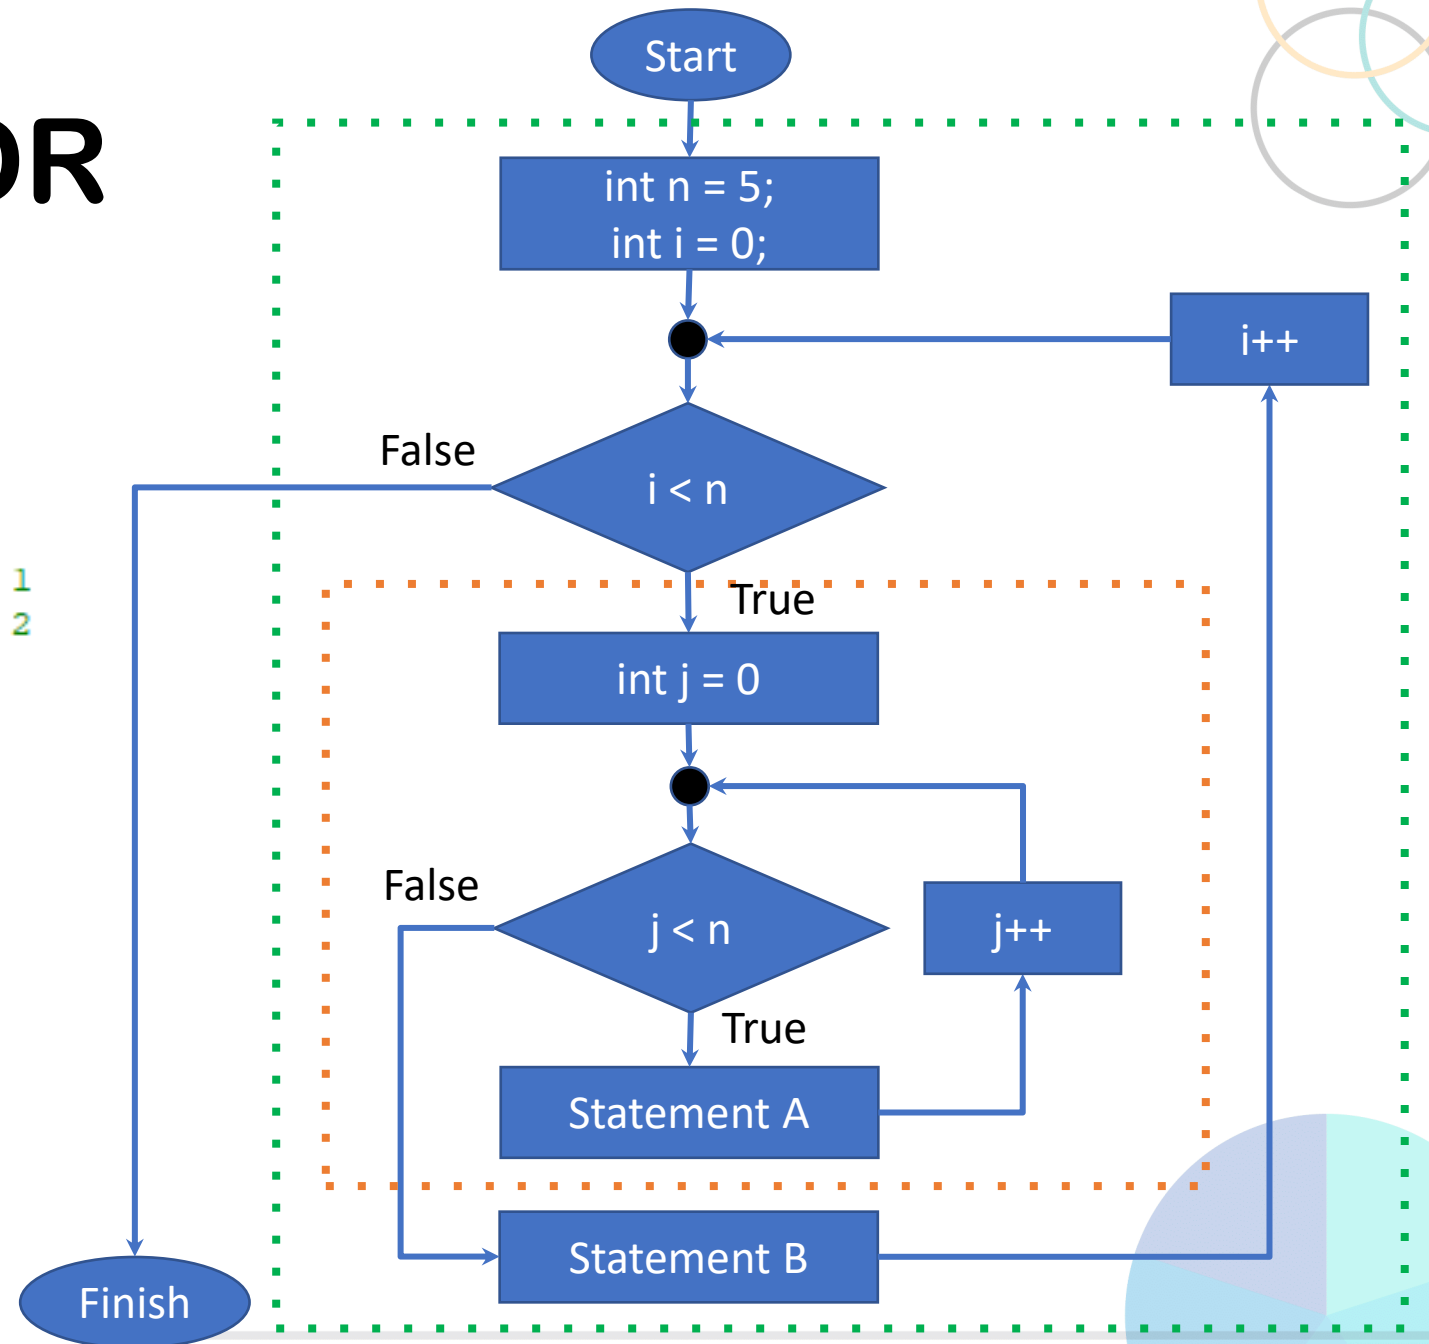 Start
OR
int n = 5;
int i = 0;
i++
False
i < n
1
2
True
int j = 0
False
j < n
j++
True
Statement A
Statement B
Finish